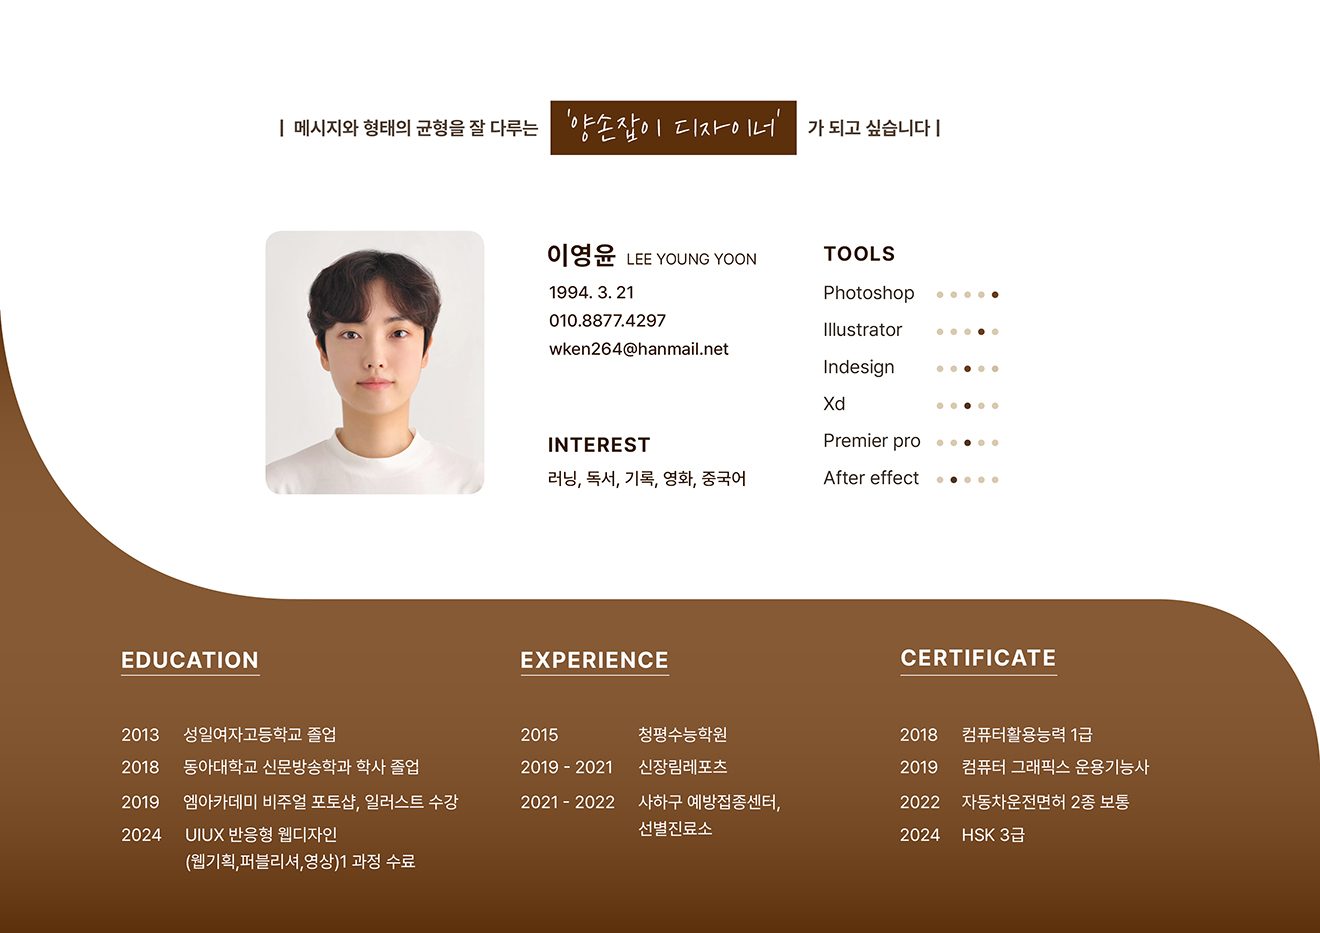 | 메시지와 형태의 균형을 잘 다루는 '양손잡이 디자이너' 가 되고 싶습니다 |
이영윤 LEE YOUNG YOON
1994. 3. 21
010.8877.4297
wken264@hanmail.net
INTEREST
러닝, 독서, 기록, 영화, 중국어
TOOLS
Photoshop
Illustrator
Indesign
Xd
Premier pro
After effect
EDUCATION
2013 성일여자고등학교 졸업
2018 동아대학교 신문방송학과 학사 졸업
2019 엠아카데미 비주얼 포토샵, 일러스트 수강
2024 UIUX 반응형 웹디자인
(웹기획,퍼블리셔,영상)1 과정 수료
EXPERIENCE
2015 청평수능학원
2019 - 2021 신장림레포츠
2021 - 2022 사하구 예방접종센터,
선별진료소
CERTIFICATE
2018 컴퓨터활용능력 1급
2019 컴퓨터 그래픽스 운용기능사
2022 자동차운전면허 2종 보통
2024 HSK 3급